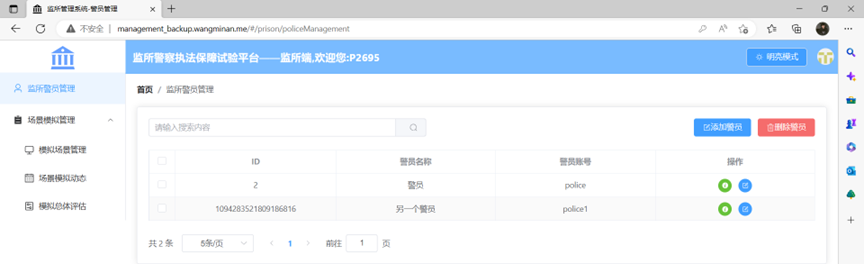 监所管理系统-警员管理
不安全 management_backup.wangminan.me/#/prison/policeManagement
监所警察执法保障试验平台——监所端,欢迎您:P2695
明亮模式
监所警员管理
首页 / 监所警员管理
场景模拟管理
请输入搜索内容
添加警员
删除警员
模拟场景管理
ID 警员名称 警员账号 操作
场景模拟动态
2 警员 police
模拟总体评估
1094283521809186816 另一个警员 police1
共 2 条 5条/页 1 前往 1 页